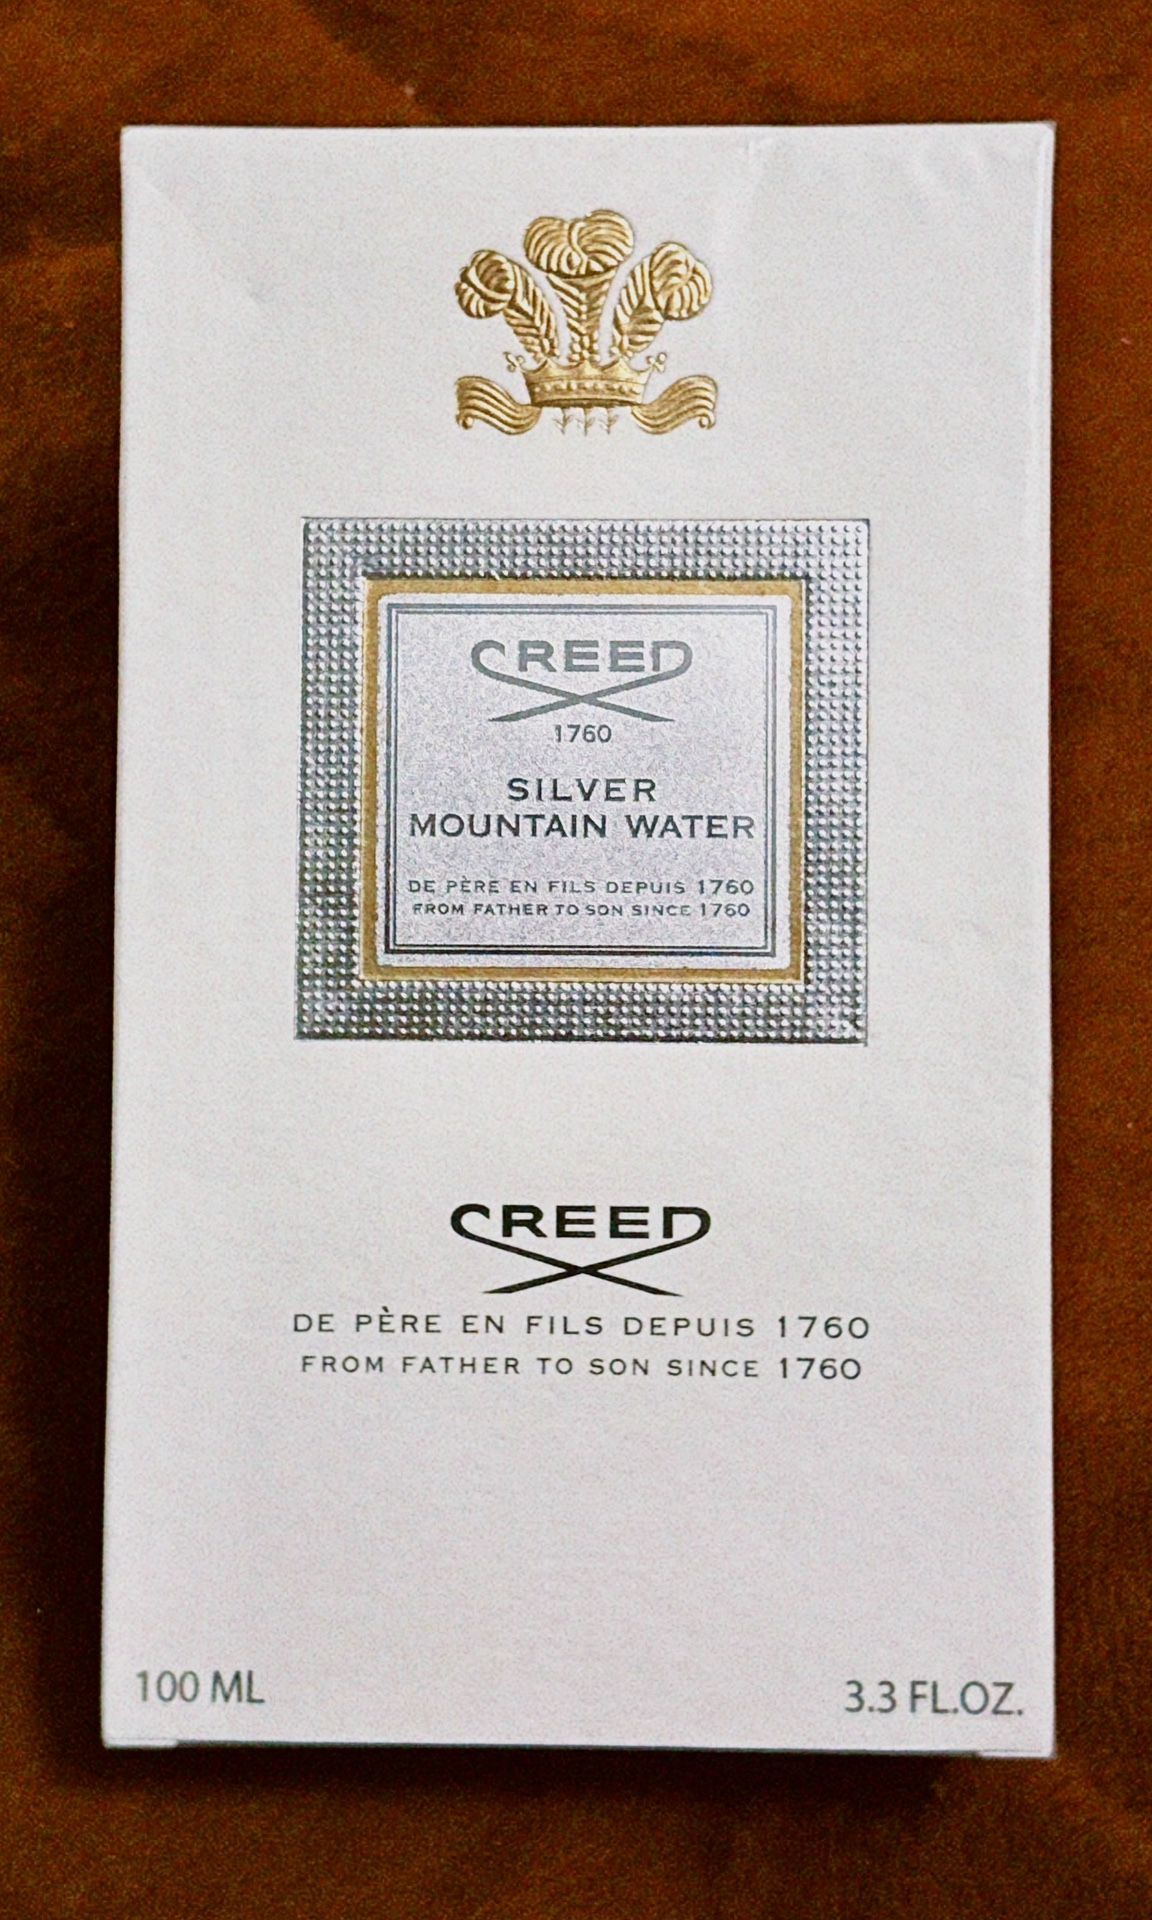 CREED
1760
SILVER
MOUNTAIN WATER
DE PÈRE EN FILS DEPUIS 1760
FROM FATHER TO SON SINCE 1760
CREED
DE PÈRE EN FILS DEPUIS 1760
FROM FATHER TO SON SINCE 1760
100 ML
3.3 FL.OZ.